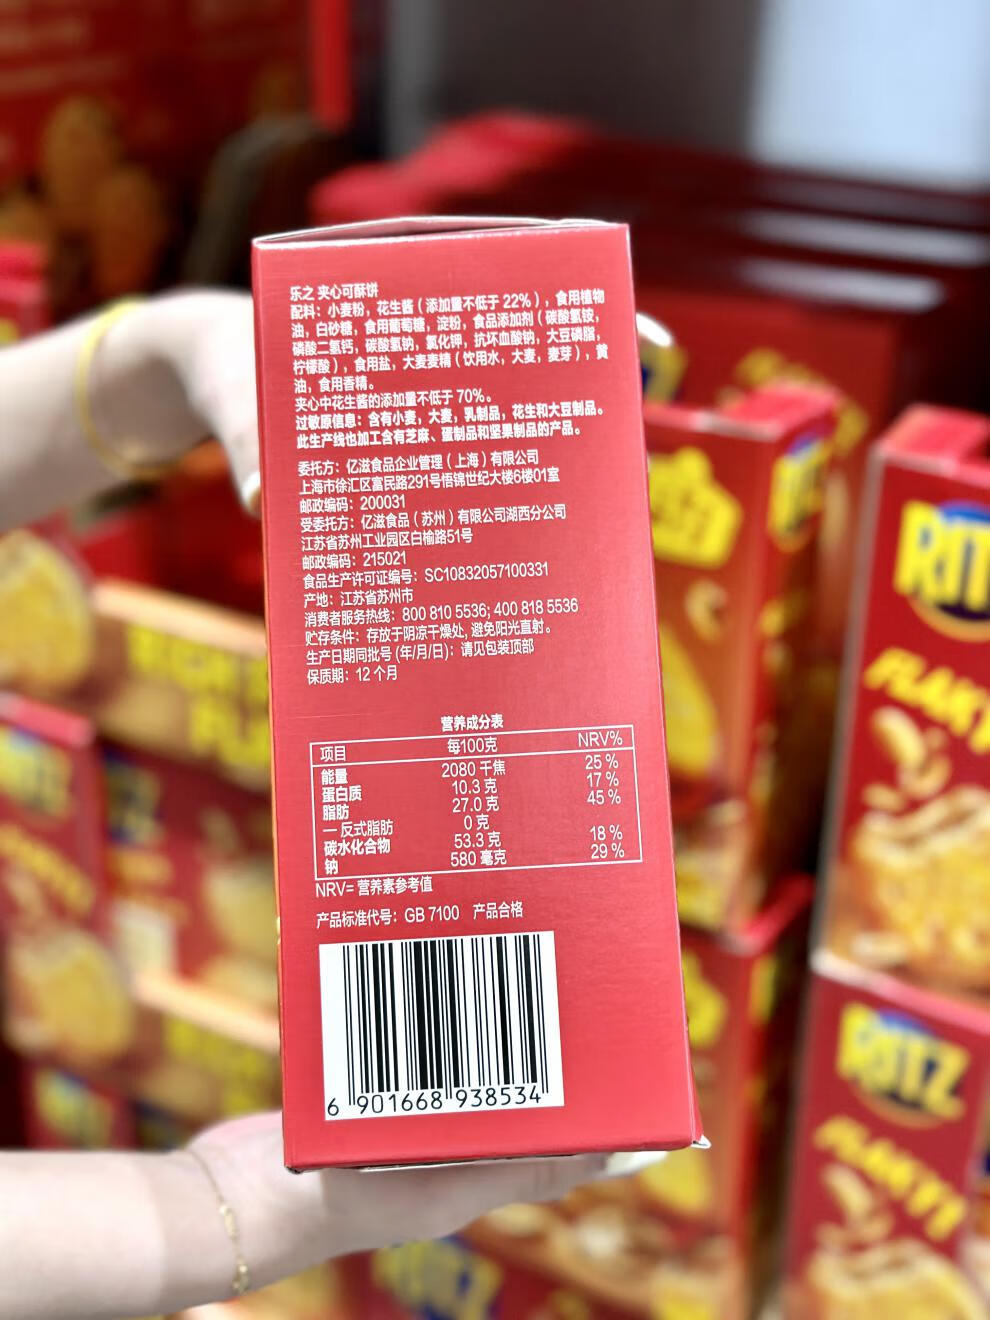 乐之 夹心可酥饼
配料：小麦粉，花生酱（添加量不低于 22%），食用植物
油，白砂糖，食用葡萄糖，淀粉，食品添加剂（碳酸氢铵，
磷酸二氢钙，碳酸氢钠，氯化钾，抗坏血酸钠，大豆磷脂，
柠檬酸），食用盐，大麦麦精（饮用水，大麦，麦芽），黄
油，食用香精。
夹心中花生酱的添加量不低于 70%。
过敏原信息：含有小麦，大麦，乳制品，花生和大豆制品。
此生产线也加工含有芝麻、蛋制品和坚果制品的产品。
委托方：亿滋食品企业管理（上海）有限公司
上海市徐汇区富民路291号悟锦世纪大楼6楼01室
邮政编码：200031
受委托方：亿滋食品（苏州）有限公司湖西分公司
江苏省苏州工业园区白榆路51号
邮政编码：215021
食品生产许可证编号：SC10832057100331
产地：江苏省苏州市
消费者服务热线：800 810 5536; 400 818 5536
贮存条件：存放于阴凉干燥处, 避免阳光直射。
生产日期同批号 (年/月/日)：请见包装顶部
保质期：12 个月
营养成分表
项目 每100克 NRV%
能量 2080 千焦 25 %
蛋白质 10.3 克 17 %
脂肪 27.0 克 45 %
— 反式脂肪 0 克
碳水化合物 53.3 克 18 %
钠 580 毫克 29 %
NRV= 营养素参考值
产品标准代号：GB 7100 产品合格
6 901668 938534
RITZ
FLAKY
RITZ
FLAKY